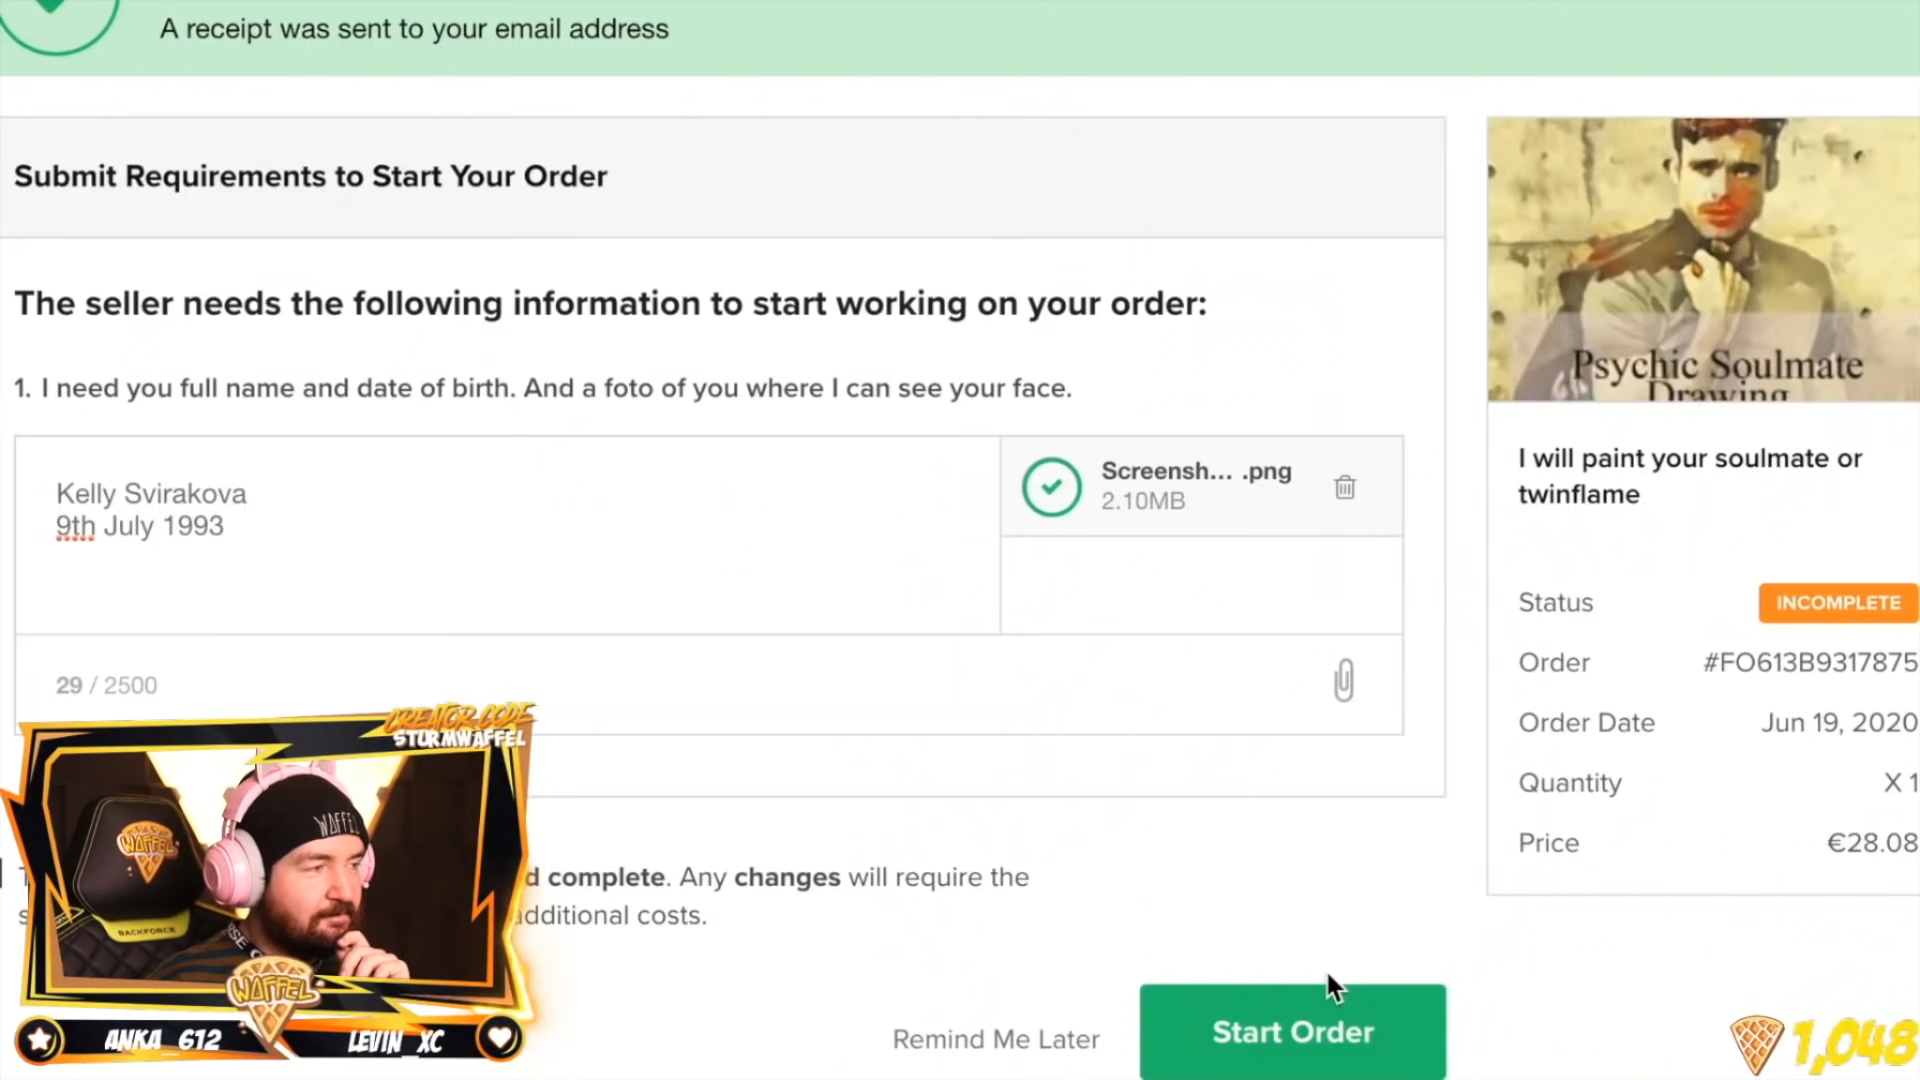 A receipt was sent to your email address
Submit Requirements to Start Your Order
The seller needs the following information to start working on your order:
1. I need you full name and date of birth. And a foto of you where I can see your face.
Kelly Svirakova
9th July 1993
Screensh... .png
2.10MB
29 / 2500
d complete. Any changes will require the
additional costs.
Remind Me Later
Start Order
Psychic Soulmate
Drawing
I will paint your soulmate or
twinflame
Status INCOMPLETE
Order #FO613B9317875
Order Date Jun 19, 2020
Quantity X 1
Price €28.08
CREATOR CODE
STURMWAFFEL
WAFFEL
WAFFEL
BACKFORCE
WAFFEL
ANKA_612
LEVIN_XC
1,048